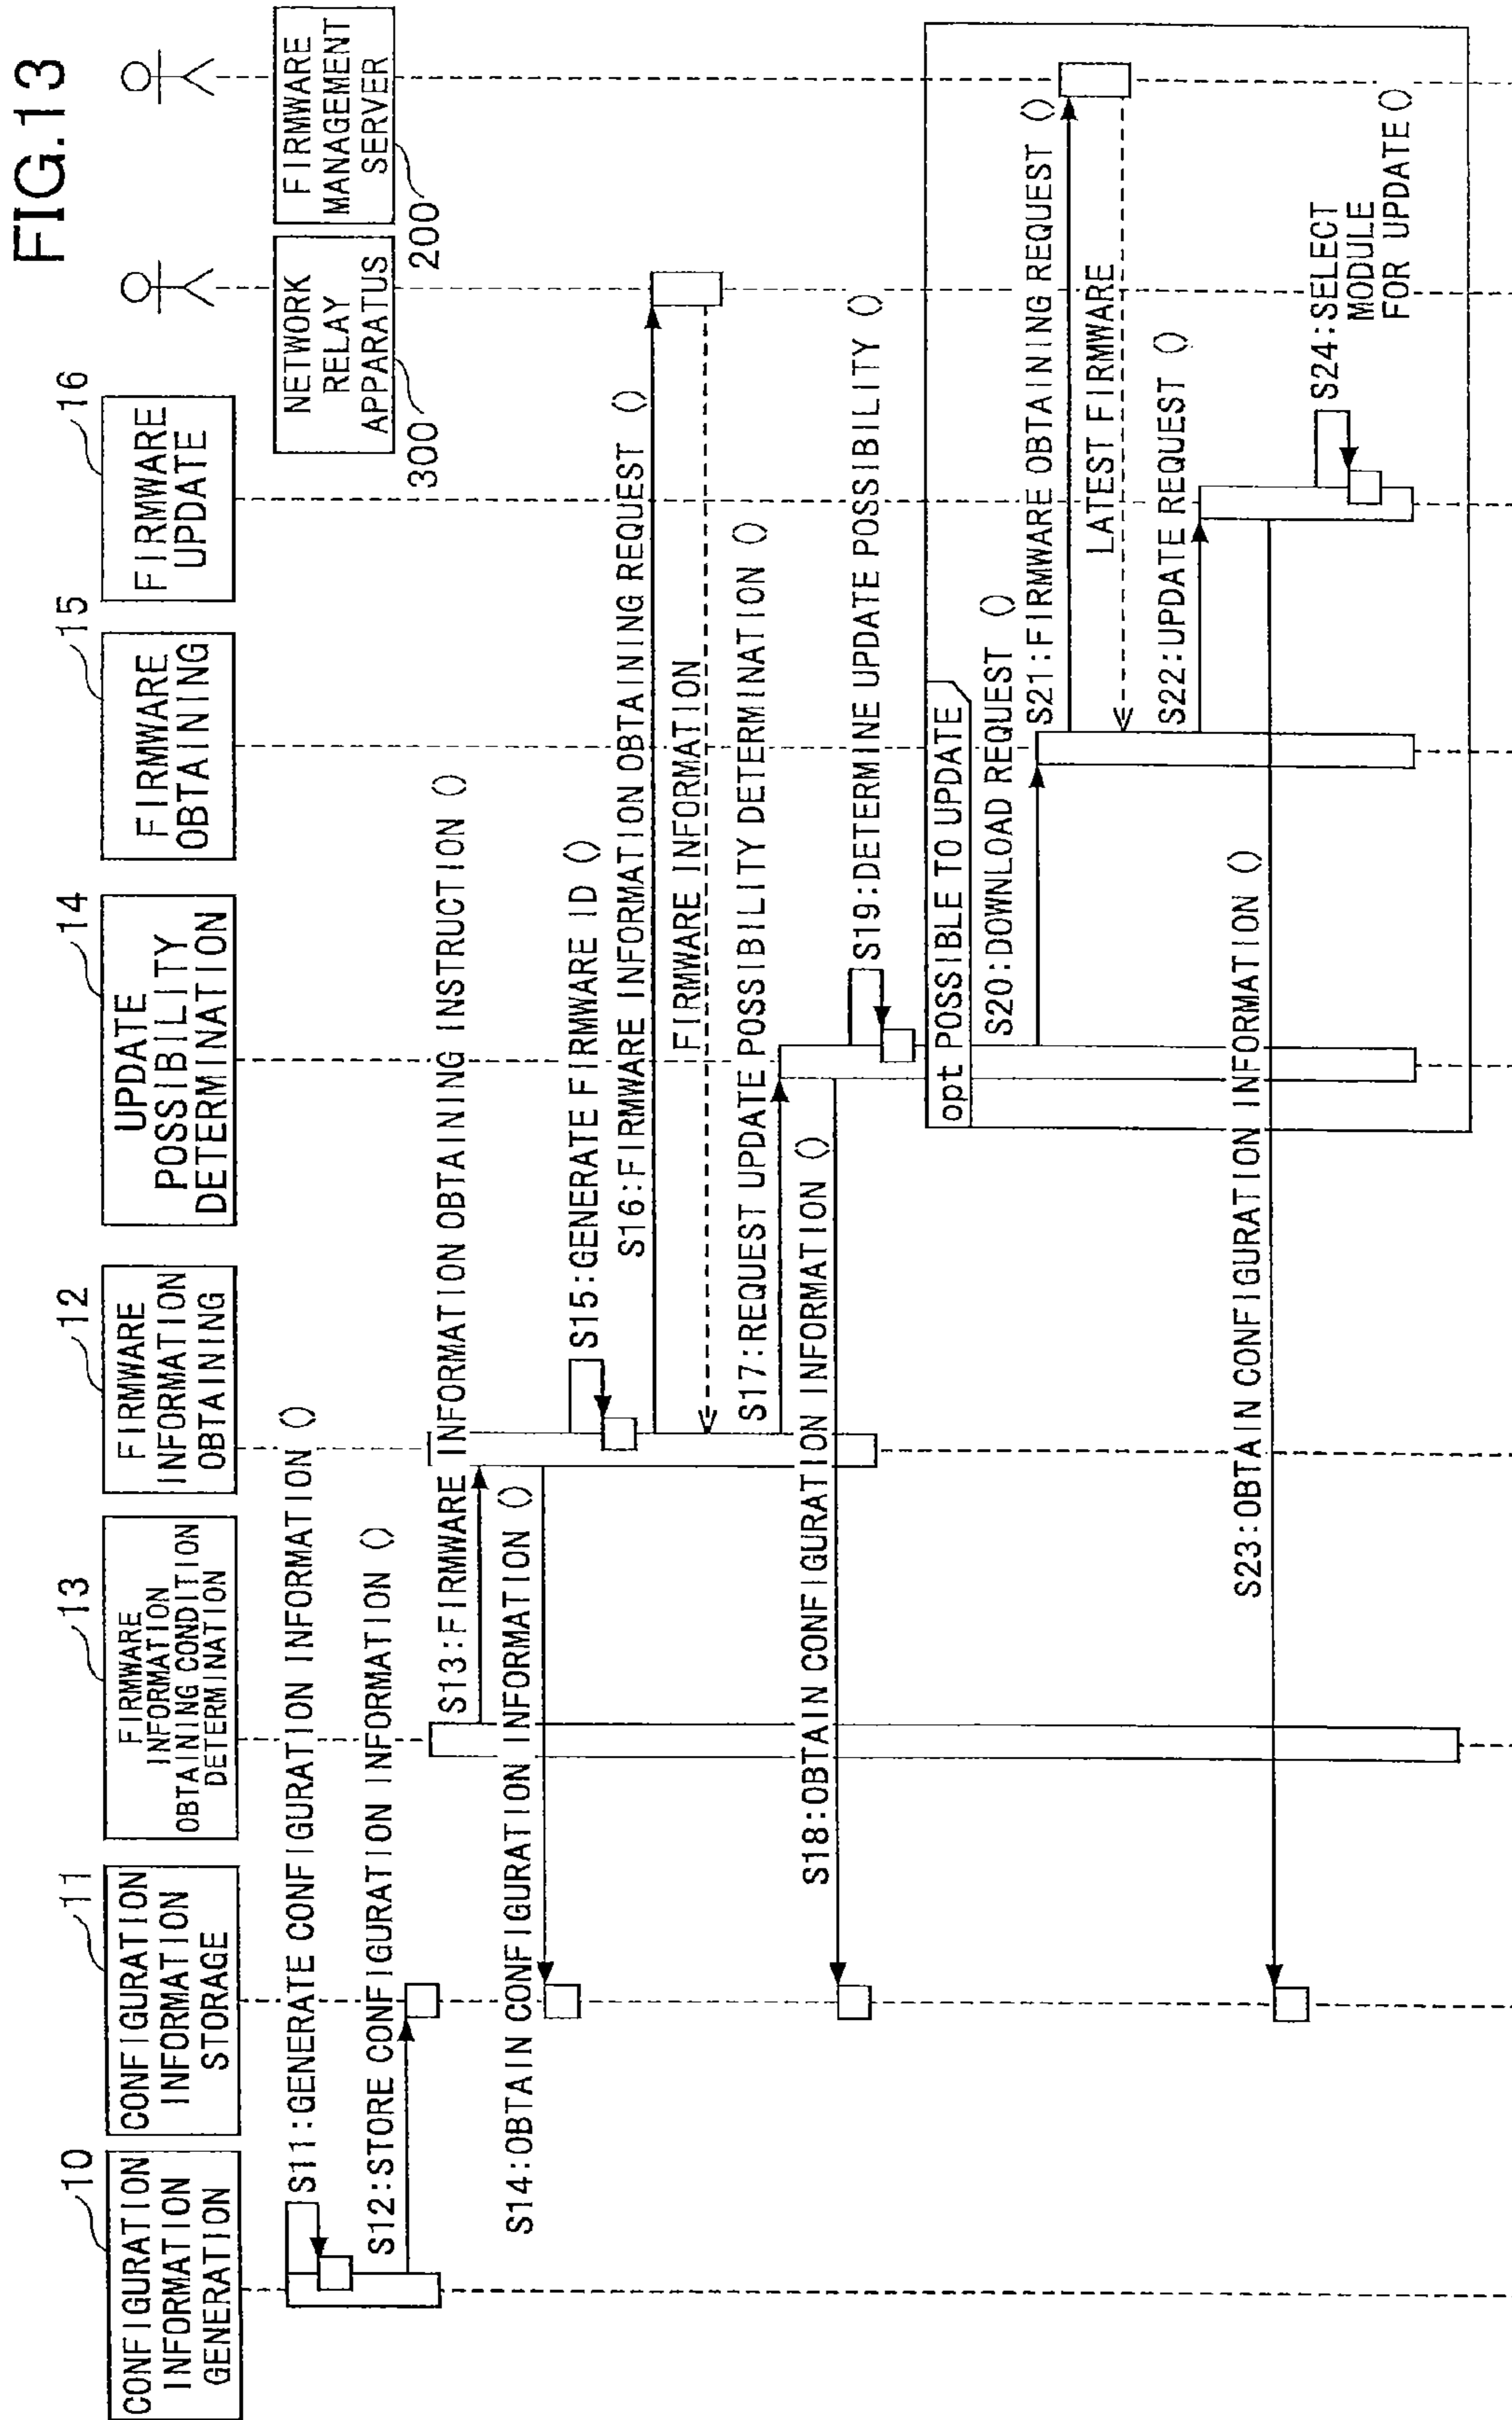 FIG.13
10
CONFIGURATION
INFORMATION
GENERATION
11
CONFIGURATION
INFORMATION
STORAGE
13
FIRMWARE
INFORMATION
OBTAINING CONDITION
DETERMINATION
12
FIRMWARE
INFORMATION
OBTAINING
14
UPDATE
POSSIBILITY
DETERMINATION
15
FIRMWARE
OBTAINING
16
FIRMWARE
UPDATE
NETWORK
RELAY
APPARATUS
300
FIRMWARE
MANAGEMENT
SERVER
200
S11:GENERATE CONFIGURATION INFORMATION ()
S12:STORE CONFIGURATION INFORMATION ()
S13:FIRMWARE INFORMATION OBTAINING INSTRUCTION ()
S14:OBTAIN CONFIGURATION INFORMATION ()
S15:GENERATE FIRMWARE ID ()
S16:FIRMWARE INFORMATION OBTAINING REQUEST ()
FIRMWARE INFORMATION
S17:REQUEST UPDATE POSSIBILITY DETERMINATION ()
S18:OBTAIN CONFIGURATION INFORMATION ()
S19:DETERMINE UPDATE POSSIBILITY ()
opt POSSIBLE TO UPDATE
S20:DOWNLOAD REQUEST ()
S21:FIRMWARE OBTAINING REQUEST ()
LATEST FIRMWARE
S22:UPDATE REQUEST ()
S23:OBTAIN CONFIGURATION INFORMATION ()
S24:SELECT
MODULE
FOR UPDATE()